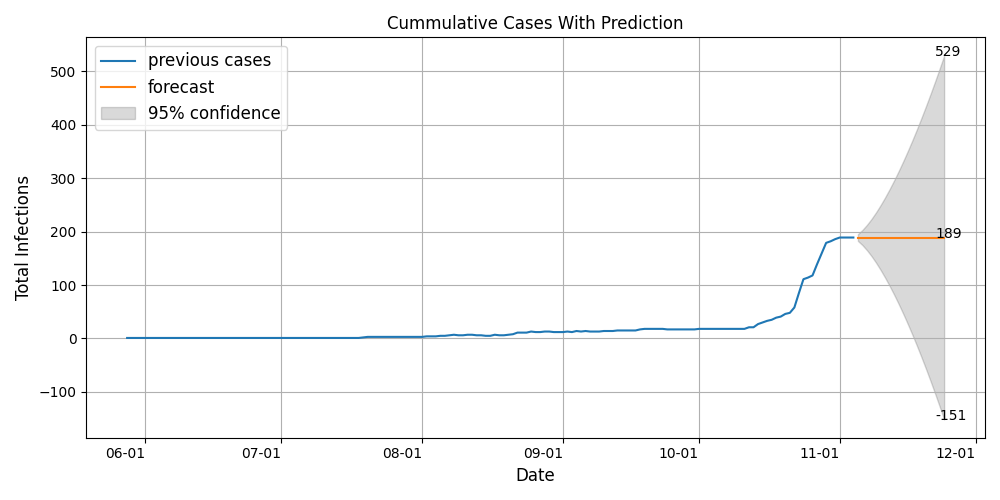 Cummulative Cases With Prediction
previous cases
forecast
95% confidence
529
500
400
300
200
189
100
0
−100
-151
Total Infections
06-01 07-01 08-01 09-01 10-01 11-01 12-01
Date